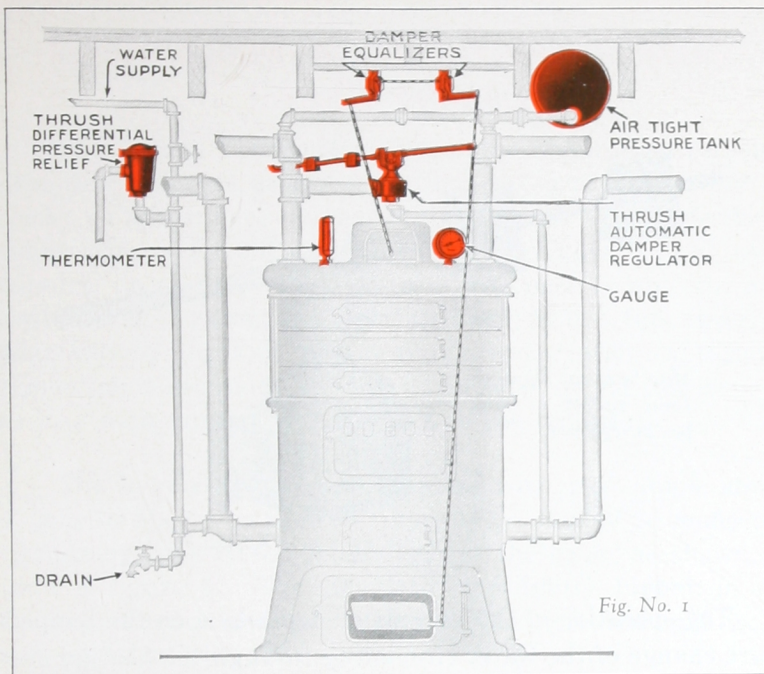 DAMPER
EQUALIZERS
WATER
SUPPLY
THRUSH
DIFFERENTIAL
PRESSURE
RELIEF
AIR TIGHT
PRESSURE TANK
THRUSH
AUTOMATIC
DAMPER
REGULATOR
THERMOMETER
GAUGE
DRAIN
Fig. No. 1